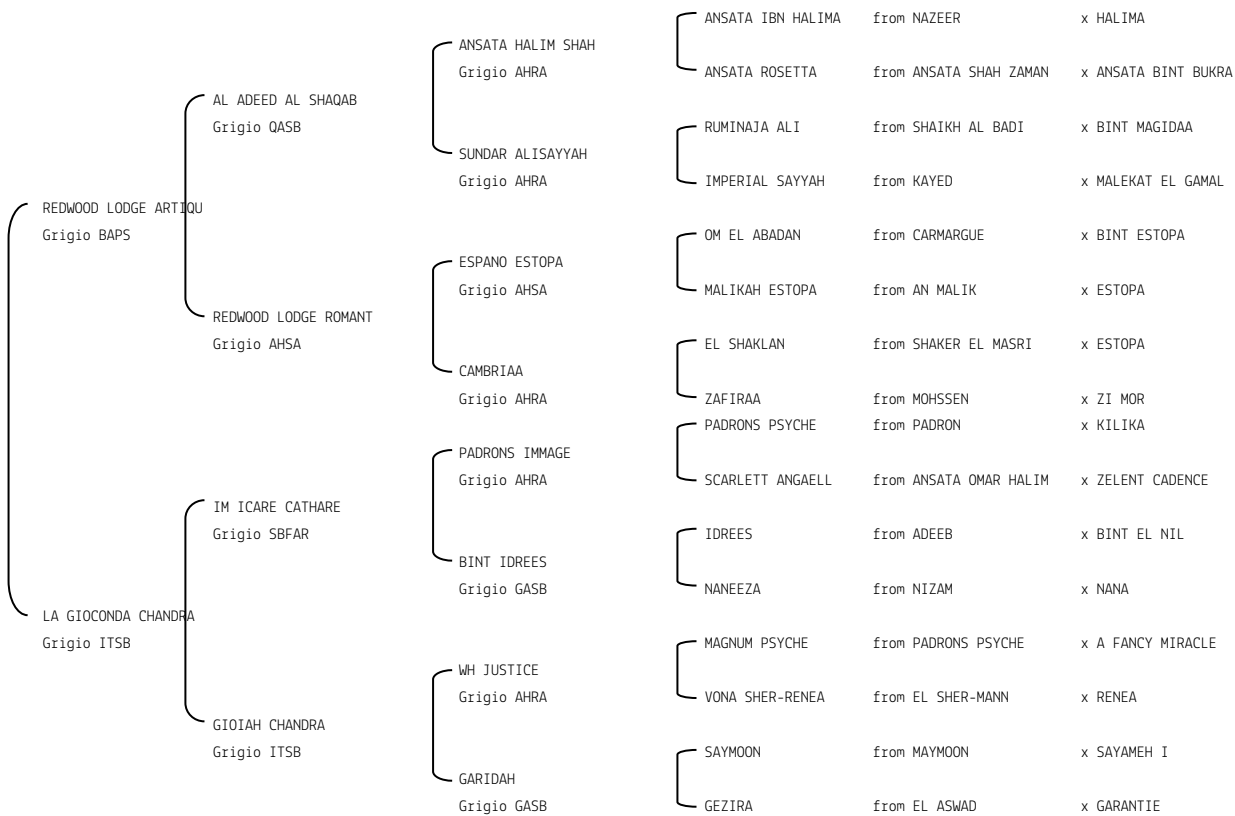 ANSATA IBN HALIMA from NAZEER x HALIMA
ANSATA HALIM SHAH
Grigio AHRA
ANSATA ROSETTA from ANSATA SHAH ZAMAN x ANSATA BINT BUKRA
AL ADEED AL SHAQAB
Grigio QASB
RUMINAJA ALI from SHAIKH AL BADI x BINT MAGIDAA
SUNDAR ALISAYYAH
Grigio AHRA
IMPERIAL SAYYAH from KAYED x MALEKAT EL GAMAL
REDWOOD LODGE ARTIQU
Grigio BAPS
OM EL ABADAN from CARMARGUE x BINT ESTOPA
ESPANO ESTOPA
Grigio AHSA
MALIKAH ESTOPA from AN MALIK x ESTOPA
REDWOOD LODGE ROMANT
Grigio AHSA
EL SHAKLAN from SHAKER EL MASRI x ESTOPA
CAMBRIAA
Grigio AHRA
ZAFIRAA from MOHSSEN x ZI MOR
PADRONS PSYCHE from PADRON x KILIKA
PADRONS IMMAGE
Grigio AHRA
SCARLETT ANGAELL from ANSATA OMAR HALIM x ZELENT CADENCE
IM ICARE CATHARE
Grigio SBFAR
IDREES from ADEEB x BINT EL NIL
BINT IDREES
Grigio GASB
NANEEZA from NIZAM x NANA
LA GIOCONDA CHANDRA
Grigio ITSB
MAGNUM PSYCHE from PADRONS PSYCHE x A FANCY MIRACLE
WH JUSTICE
Grigio AHRA
VONA SHER-RENEA from EL SHER-MANN x RENEA
GIOIAH CHANDRA
Grigio ITSB
SAYMOON from MAYMOON x SAYAMEH I
GARIDAH
Grigio GASB
GEZIRA from EL ASWAD x GARANTIE